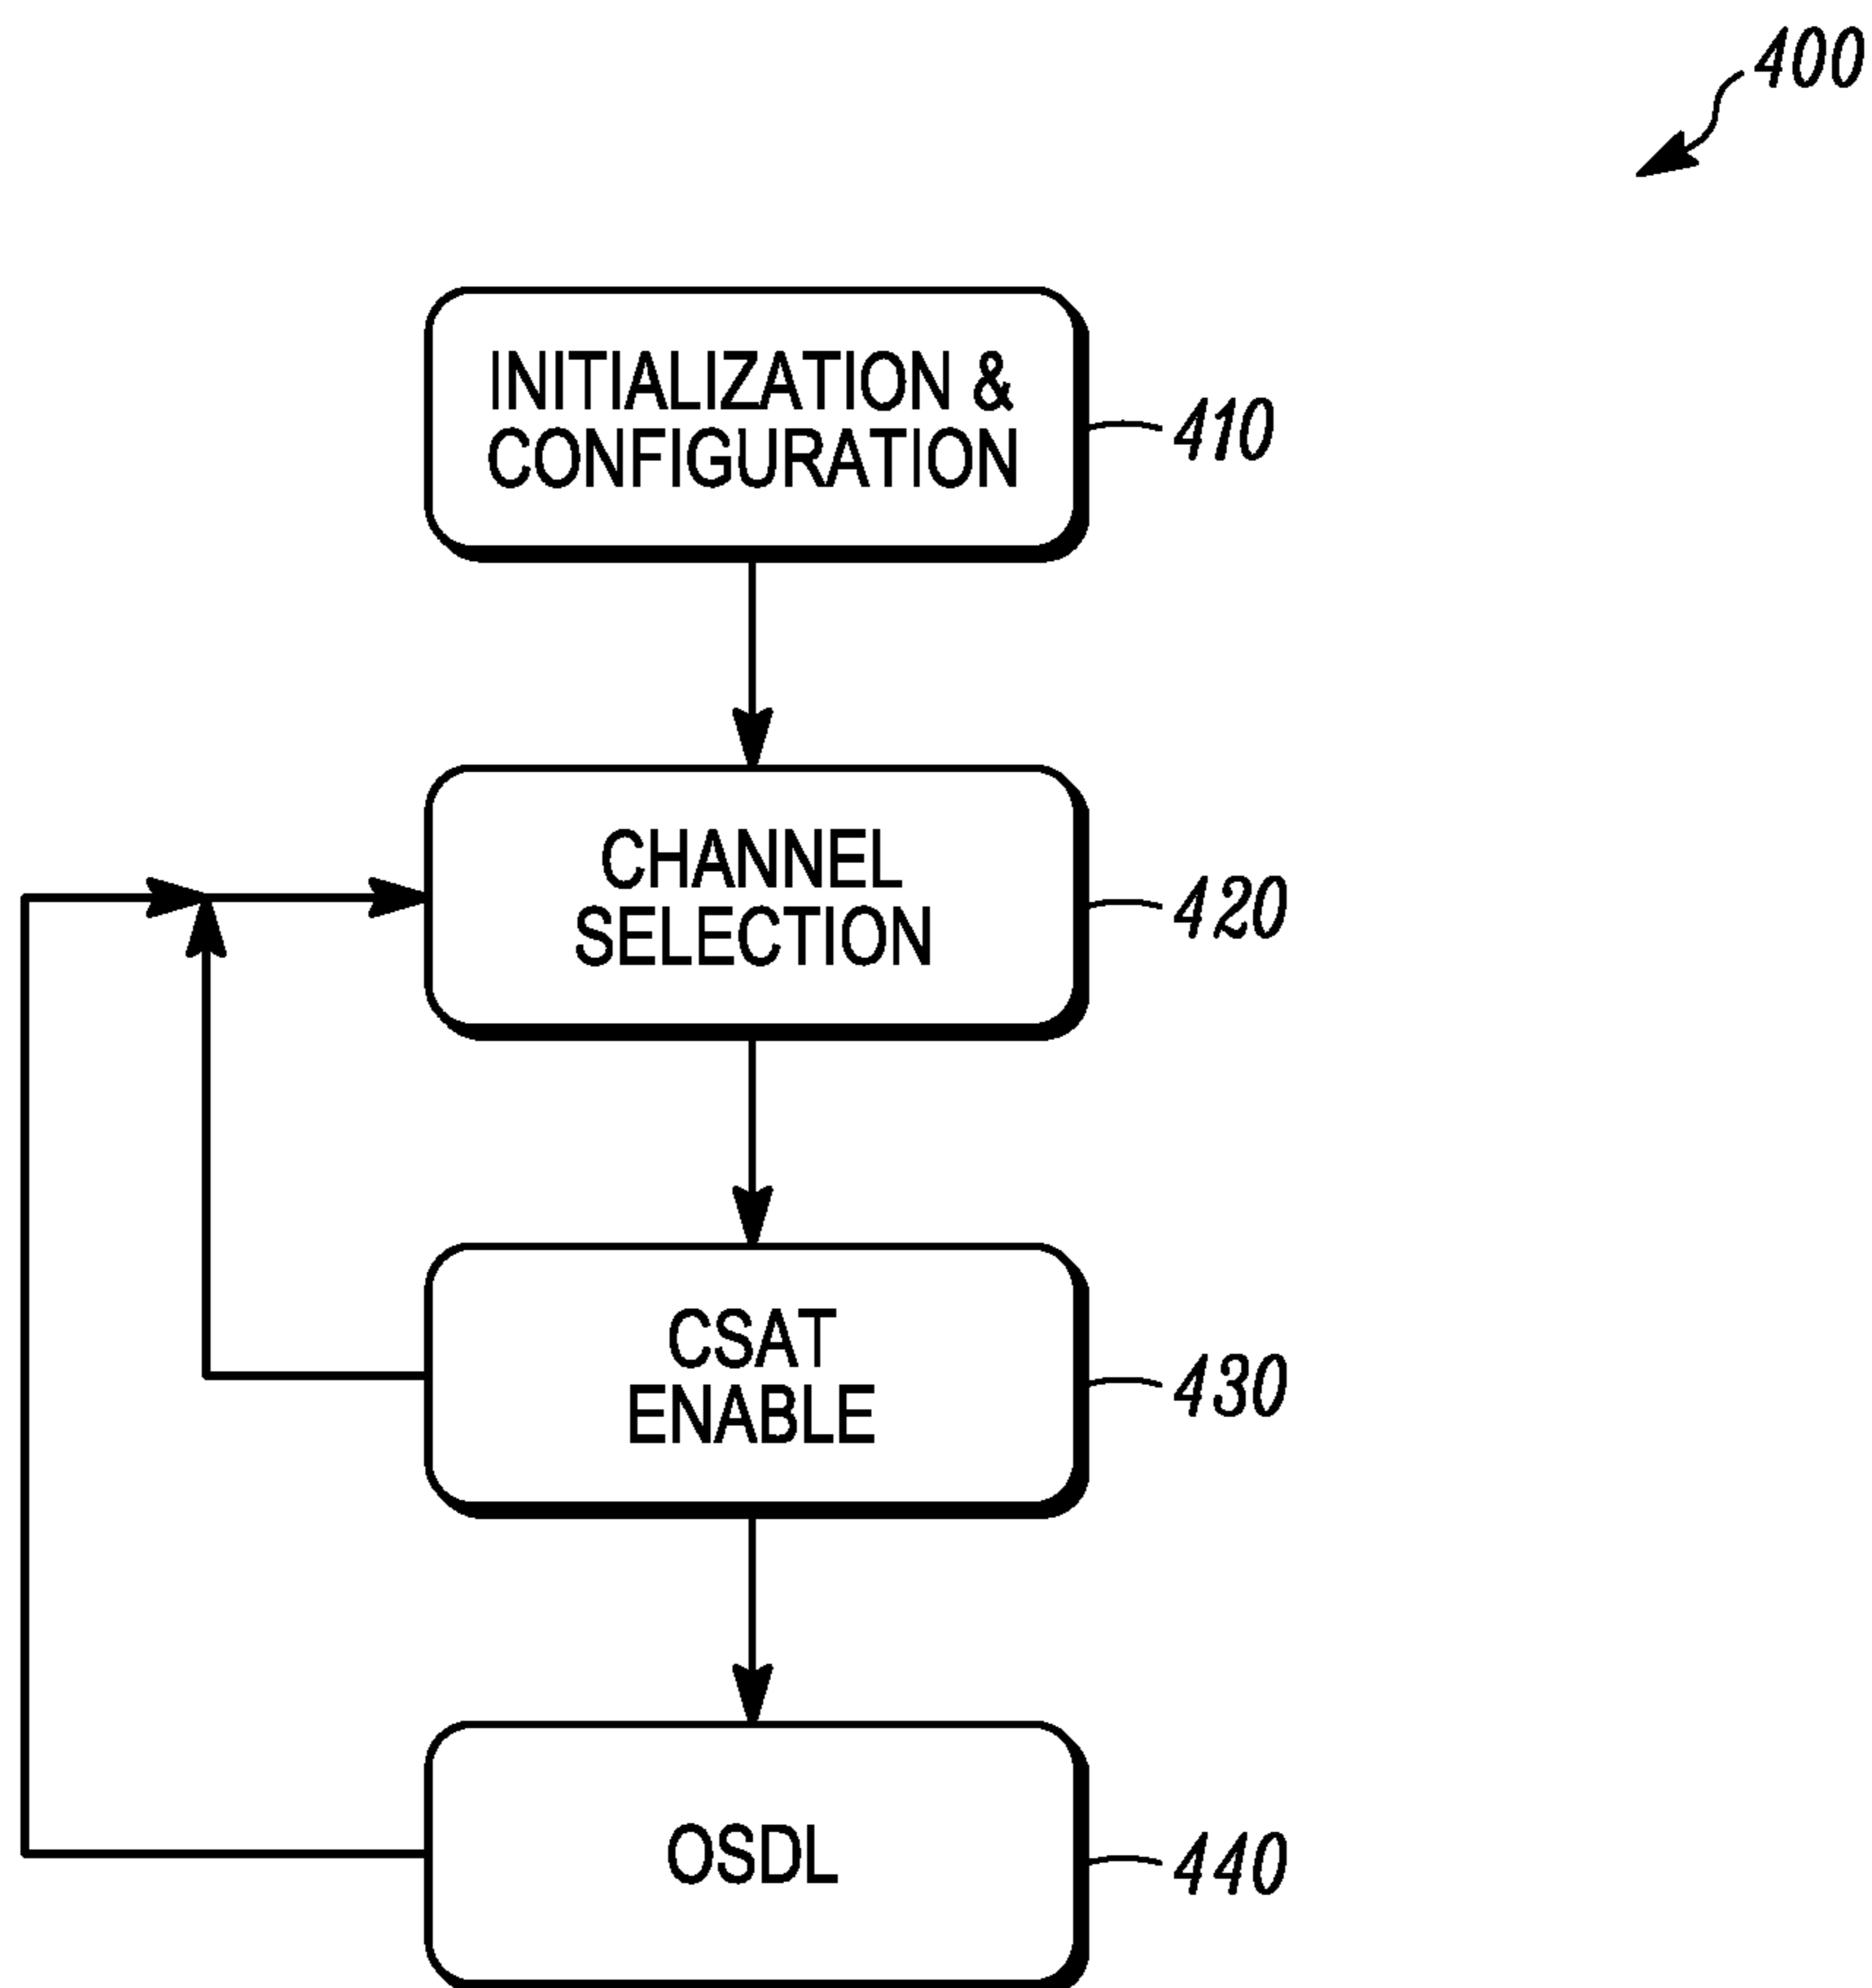 400
INITIALIZATION &
CONFIGURATION
410
CHANNEL
SELECTION
420
CSAT
ENABLE
430
OSDL
440